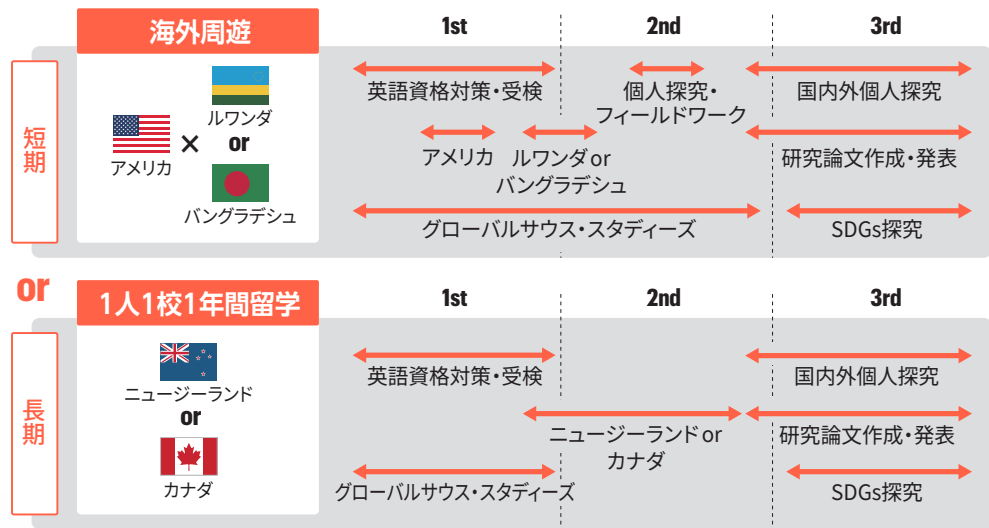 海外周遊
1st 2nd 3rd
短期
アメリカ
×
ルワンダ
or
バングラデシュ
英語資格対策・受検
個人探究・
フィールドワーク
国内外個人探究
アメリカ
ルワンダ or
バングラデシュ
研究論文作成・発表
グローバルサウス・スタディーズ
SDGs探究
or
1人1校1年間留学
1st 2nd 3rd
長期
ニュージーランド
or
カナダ
英語資格対策・受検
国内外個人探究
ニュージーランド or
カナダ
研究論文作成・発表
グローバルサウス・スタディーズ
SDGs探究